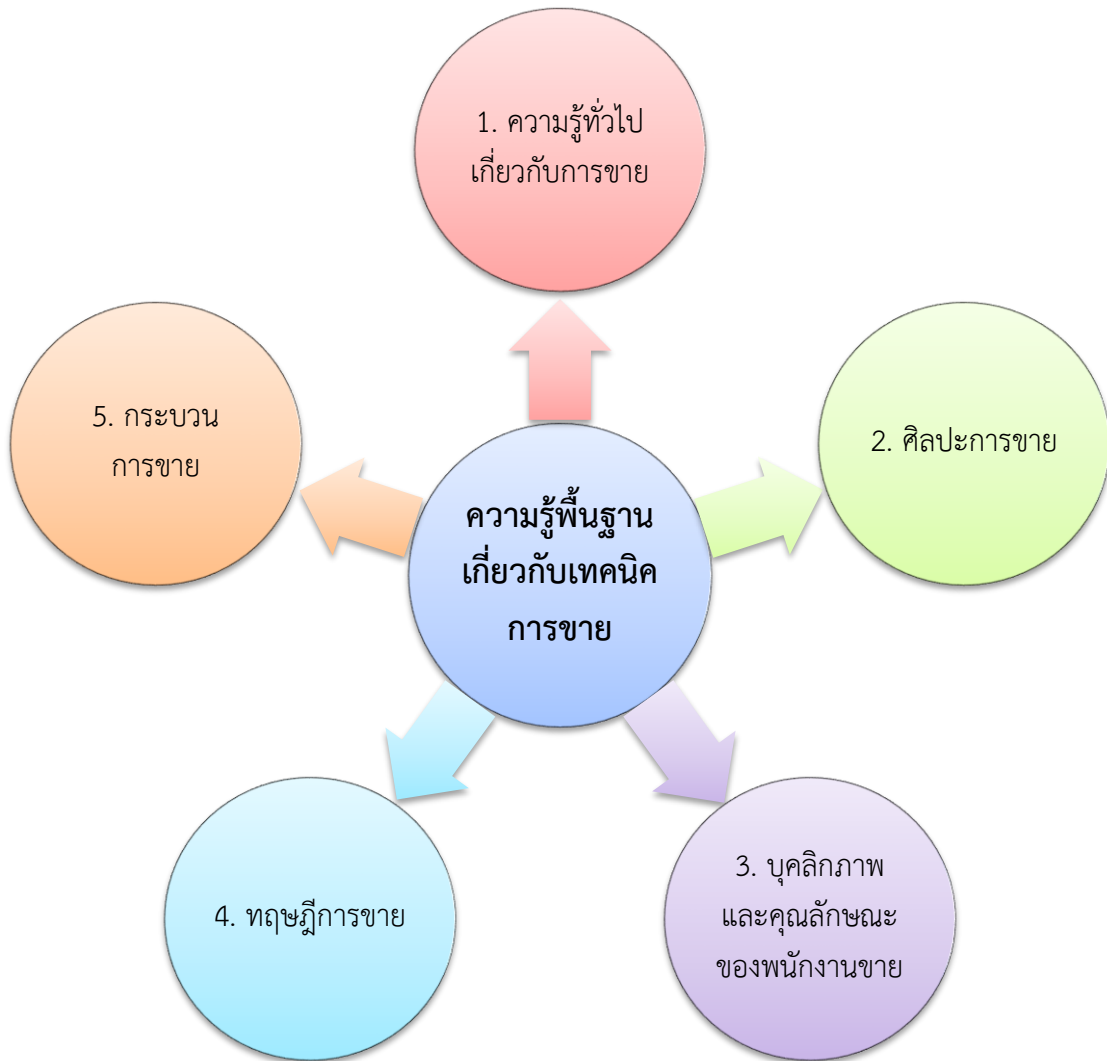 1. ความรู้ทั่วไป
เกี่ยวกับการขาย
2. ศิลปะการขาย
3. บุคลิกภาพ
และคุณลักษณะ
ของพนักงานขาย
4. ทฤษฎีการขาย
5. กระบวน
การขาย
ความรู้พื้นฐาน
เกี่ยวกับเทคนิค
การขาย